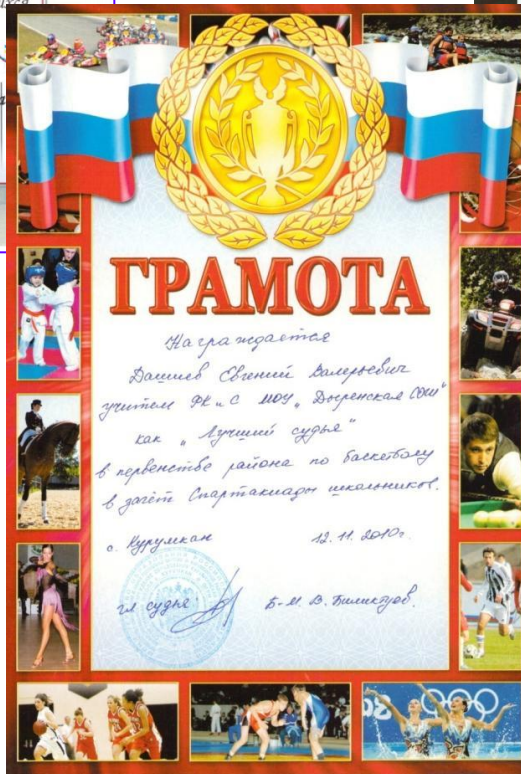 ГРАМОТА
Награждается
Дашиев Евгений Валерьевич
учитель ФК и С МОУ „Дыренская СОШ"
как „Лучший судья"
в первенстве района по баскетболу
в зачёт Спартакиады школьников.
с. Курумкан 12.11.2010г.
гл. судья: Б-М. В.